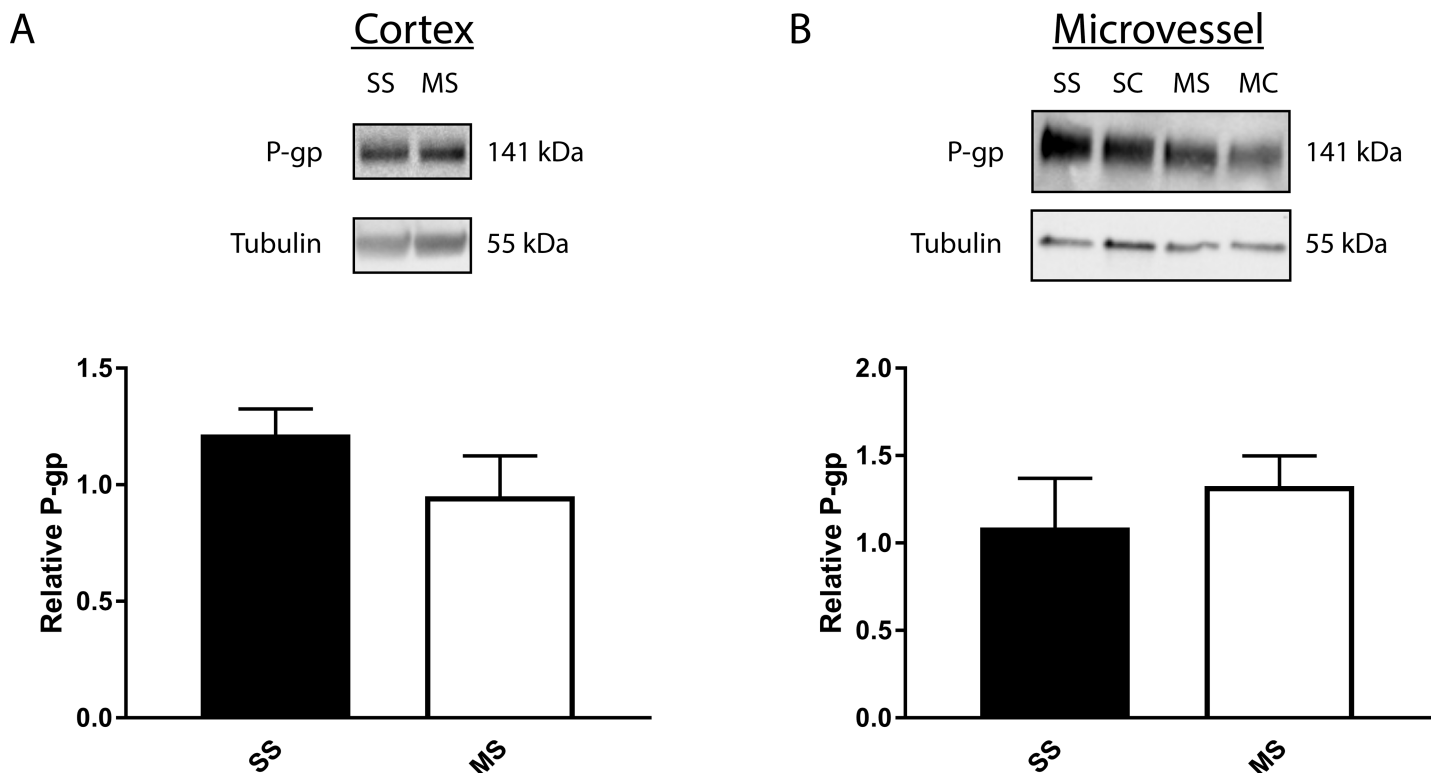 A
Cortex
SS MS
P-gp 141 kDa
Tubulin 55 kDa
1.5
1.0
0.5
0.0
Relative P-gp
SS MS
B
Microvessel
SS SC MS MC
P-gp 141 kDa
Tubulin 55 kDa
2.0
1.5
1.0
0.5
0.0
Relative P-gp
SS MS